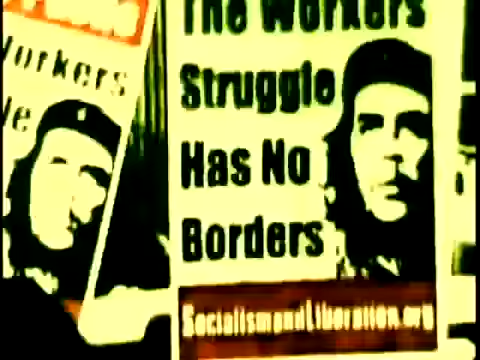 The Workers
Struggle
Has No
Borders
SocialismandLiberation.org
Workers